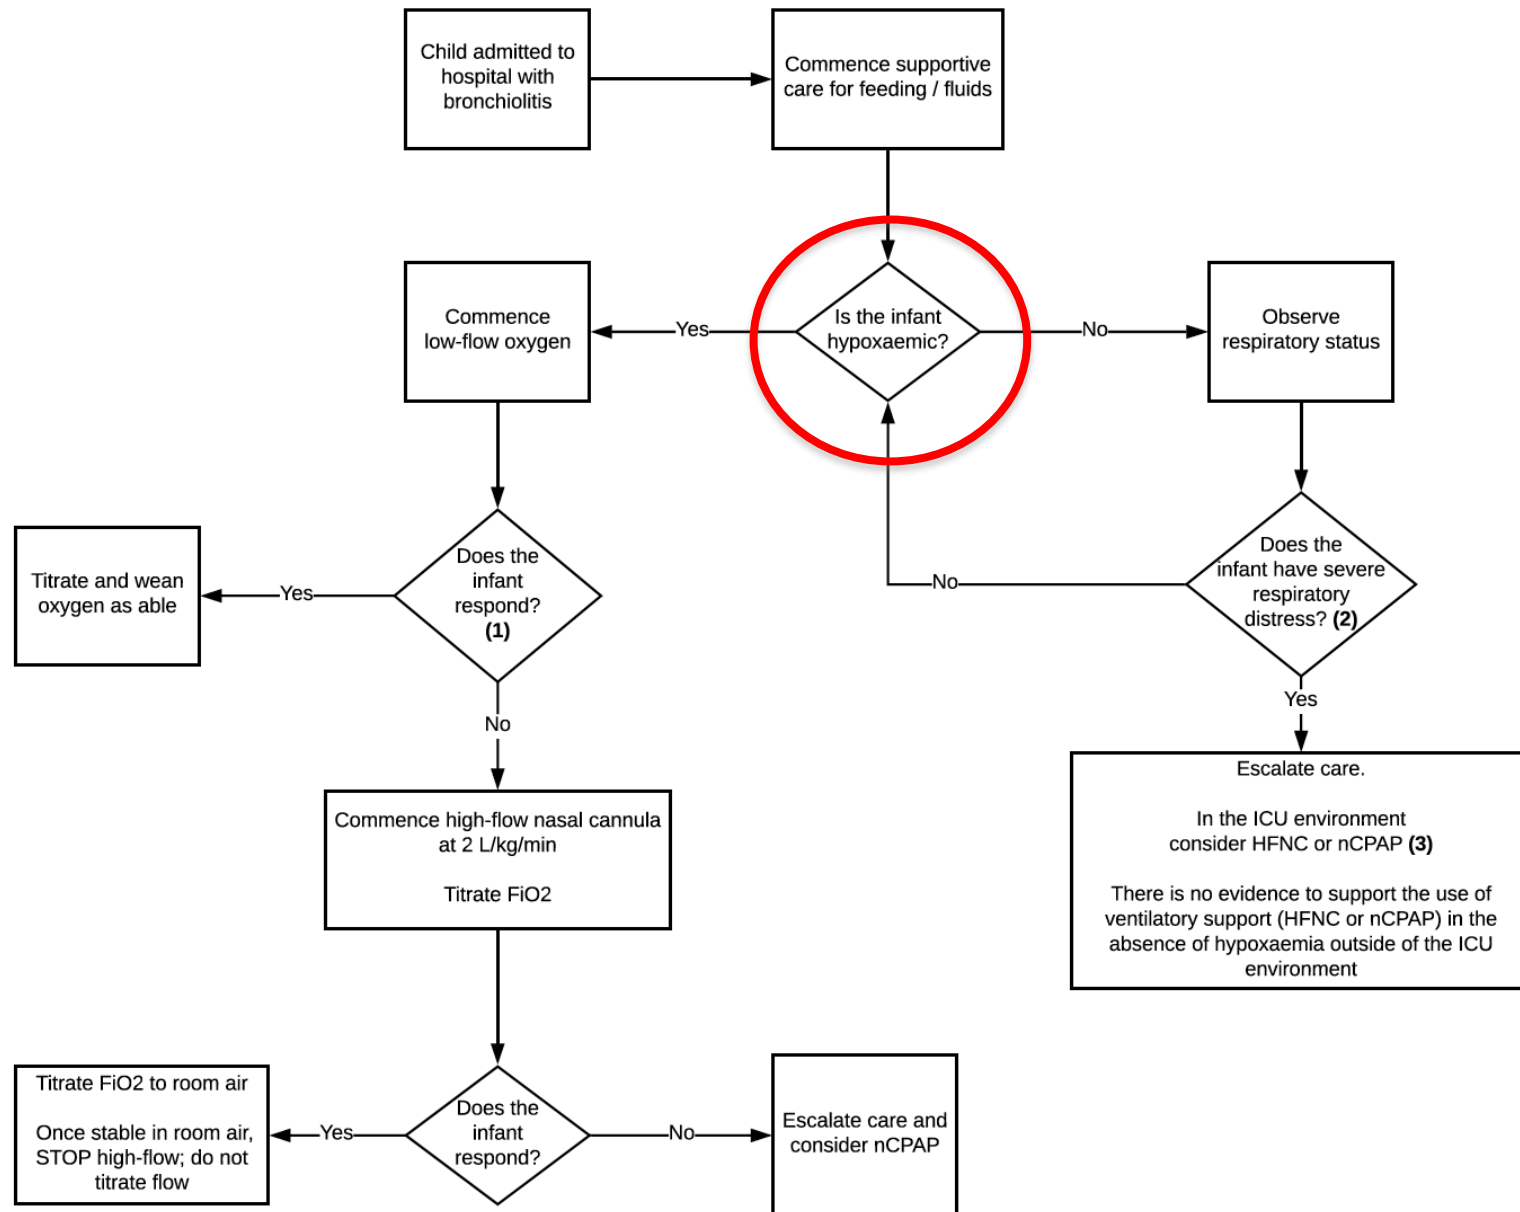 Child admitted to
hospital with
bronchiolitis
Commence supportive
care for feeding / fluids
Is the infant
hypoxaemic?
Yes
No
Commence
low-flow oxygen
Observe
respiratory status
Does the
infant
respond?
(1)
Yes
No
Titrate and wean
oxygen as able
Does the
infant have severe
respiratory
distress? (2)
No
Yes
Commence high-flow nasal cannula
at 2 L/kg/min
Titrate FiO2
Escalate care.
In the ICU environment
consider HFNC or nCPAP (3)
There is no evidence to support the use of
ventilatory support (HFNC or nCPAP) in the
absence of hypoxaemia outside of the ICU
environment
Does the
infant
respond?
Yes
No
Titrate FiO2 to room air
Once stable in room air,
STOP high-flow; do not
titrate flow
Escalate care and
consider nCPAP